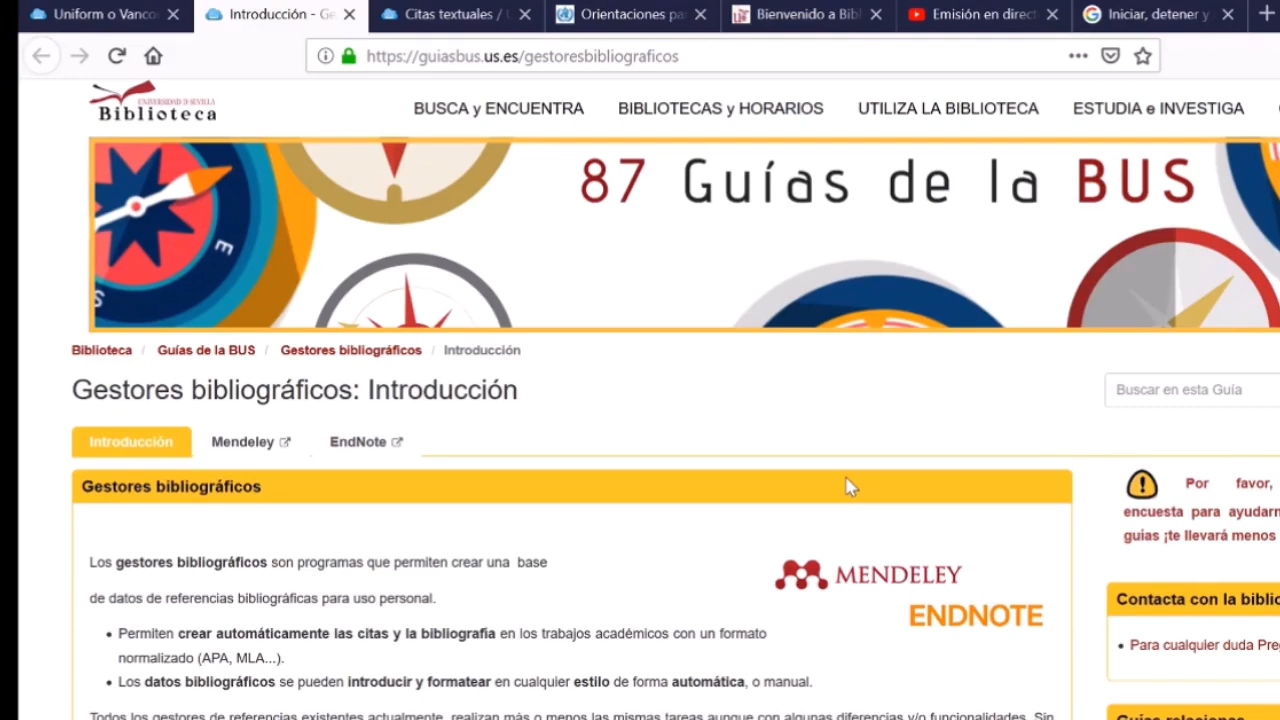 Uniform o Vanco
Introducción - Ge
Citas textuales /
Orientaciones pa
Bienvenido a Bibl
Emisión en direct
Iniciar, detener y
https://guiasbus.us.es/gestoresbibliograficos
UNIVERSIDAD D SEVILLA
Biblioteca
BUSCA y ENCUENTRA
BIBLIOTECAS y HORARIOS
UTILIZA LA BIBLIOTECA
ESTUDIA e INVESTIGA
E
S
87 Guías de la BUS
Biblioteca / Guías de la BUS / Gestores bibliográficos / Introducción
Gestores bibliográficos: Introducción
Buscar en esta Guía
Introducción
Mendeley
EndNote
Gestores bibliográficos
Los gestores bibliográficos son programas que permiten crear una base
de datos de referencias bibliográficas para uso personal.
MENDELEY
ENDNOTE
• Permiten crear automáticamente las citas y la bibliografía en los trabajos académicos con un formato
normalizado (APA, MLA...).
• Los datos bibliográficos se pueden introducir y formatear en cualquier estilo de forma automática, o manual.
Todos los gestores de referencias existentes actualmente, realizan más o menos las mismas tareas aunque con algunas diferencias y/o funcionalidades. Sin
Por favor,
encuesta para ayudarn
guías ¡te llevará menos
Contacta con la biblio
• Para cualquier duda Preg
Guías relaciones